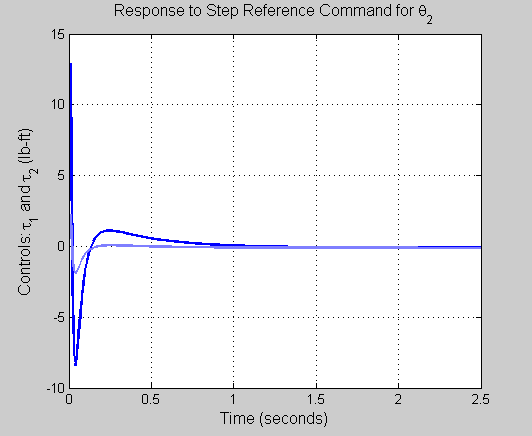 Response to Step Reference Command for θ₂
15
10
5
0
-5
-10
0 0.5 1 1.5 2 2.5
Controls: τ₁ and τ₂ (lb-ft)
Time (seconds)